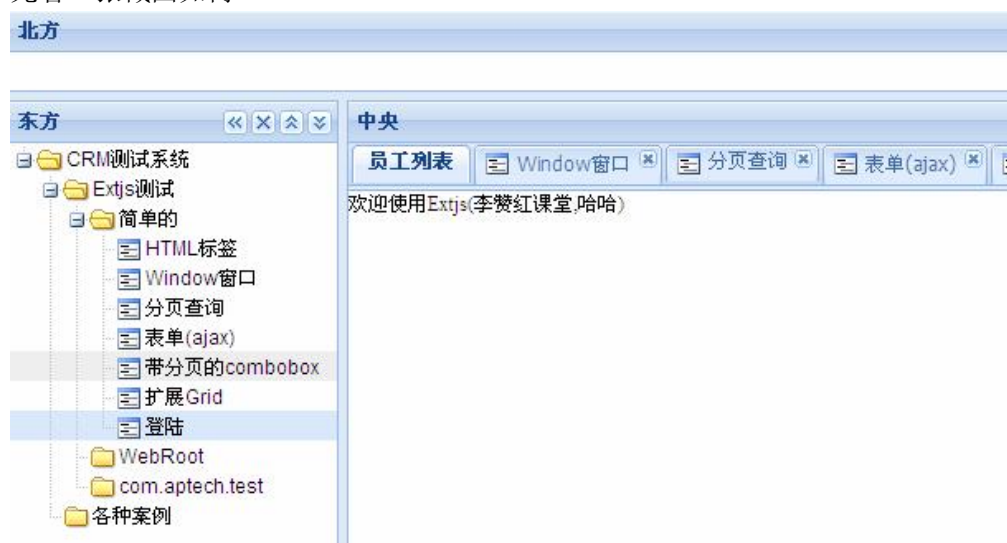 北方
东方
中央
CRM测试系统
Extjs测试
简单的
HTML标签
Window窗口
分页查询
表单(ajax)
带分页的combobox
扩展Grid
登陆
WebRoot
com.aptech.test
各种案例
员工列表 Window窗口 分页查询 表单(ajax)
欢迎使用Extjs(李赞红课堂,哈哈)